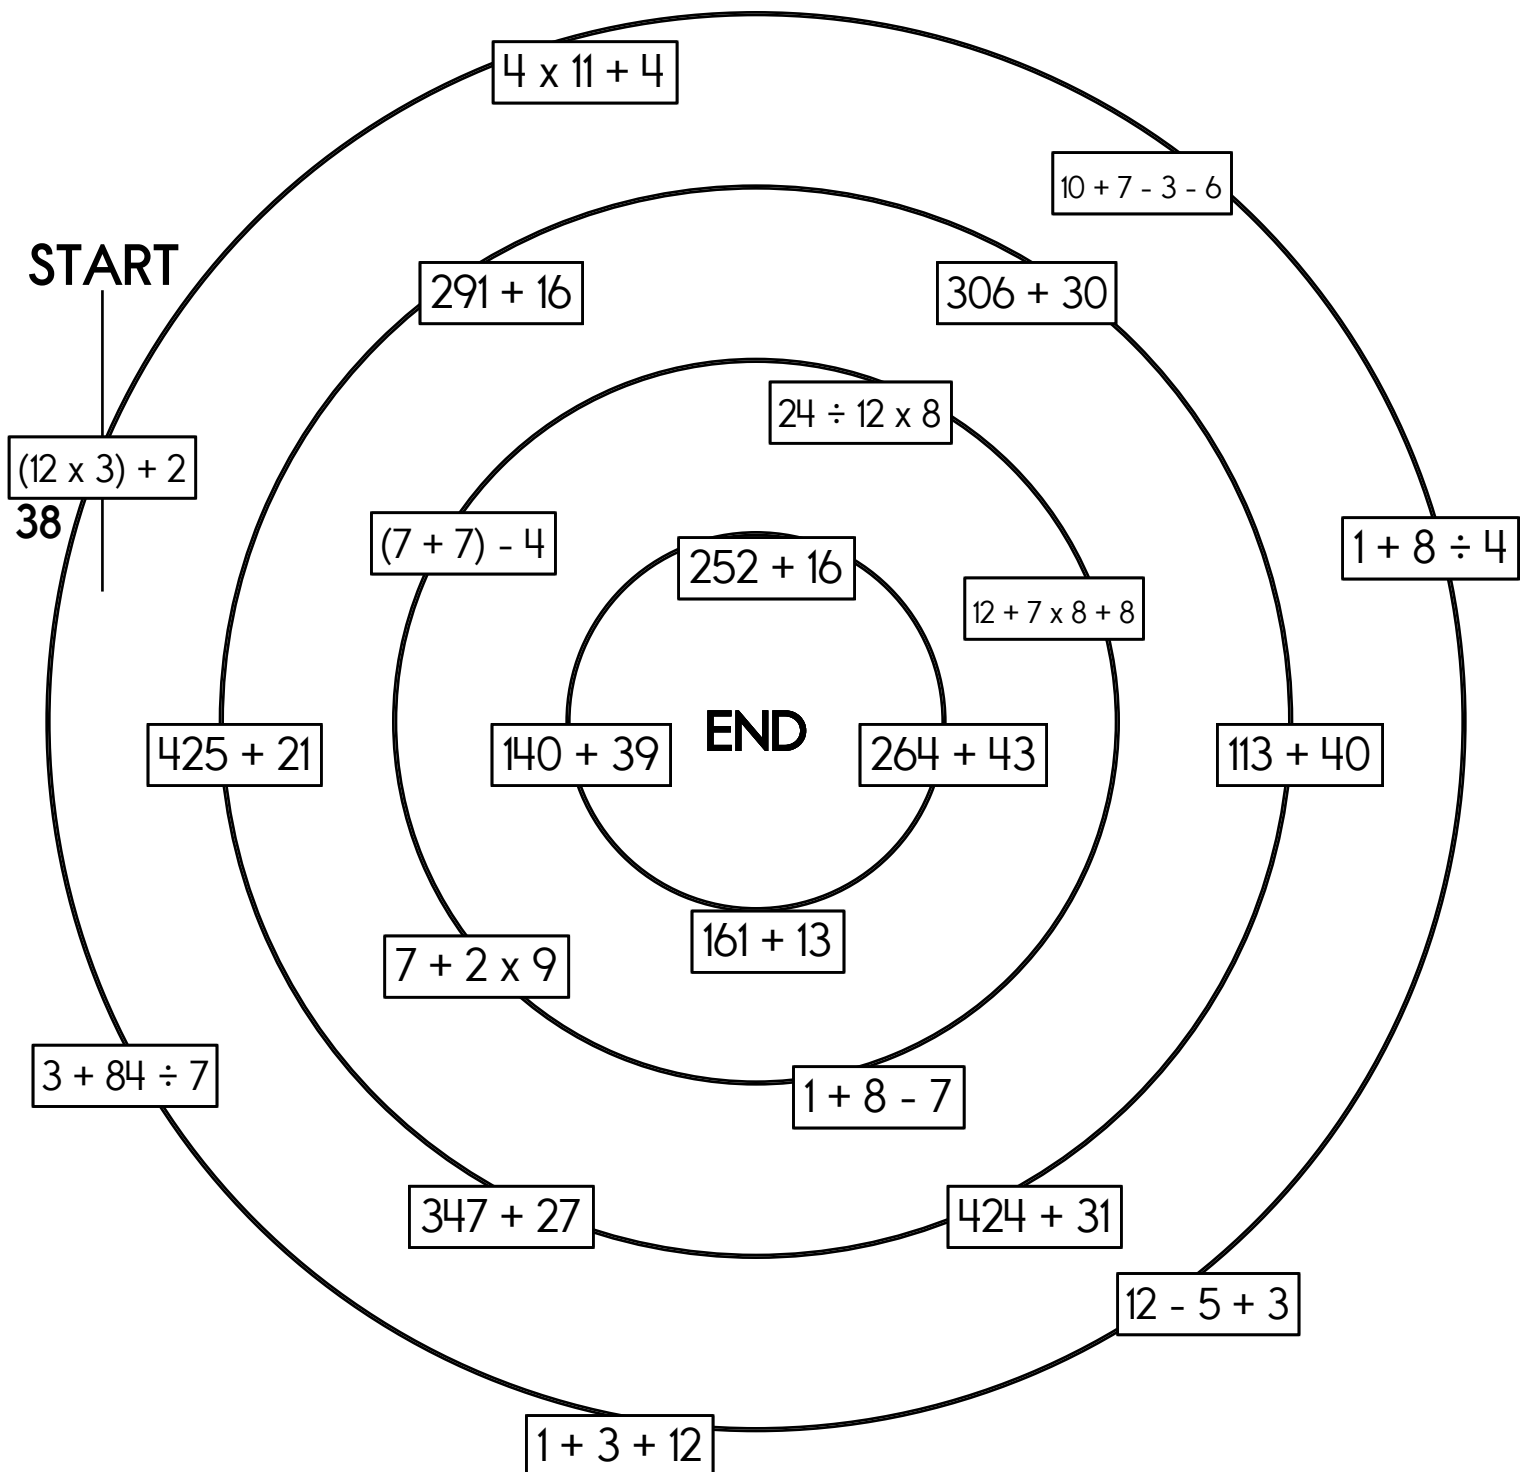 4 x 11 + 4
10 + 7 - 3 - 6
START
291 + 16
306 + 30
24 ÷ 12 x 8
(12 x 3) + 2
38
(7 + 7) - 4
1 + 8 ÷ 4
252 + 16
12 + 7 x 8 + 8
END
425 + 21
140 + 39
264 + 43
113 + 40
161 + 13
7 + 2 x 9
3 + 84 ÷ 7
1 + 8 - 7
347 + 27
424 + 31
12 - 5 + 3
1 + 3 + 12